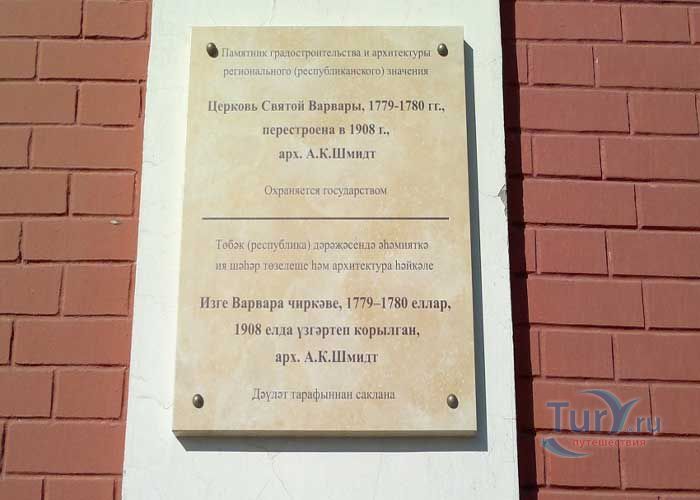 Памятник градостроительства и архитектуры
регионального (республиканского) значения
Церковь Святой Варвары, 1779-1780 гг.,
перестроена в 1908 г.,
арх. А.К.Шмидт
Охраняется государством
Төбәк (республика) дәрәҗәсендә әһәмияткә
ия шәһәр төзелеше һәм архитектура һәйкәле
Изге Варвара чиркәве, 1779–1780 еллар,
1908 елда үзгәртеп корылган,
арх. А.К.Шмидт
Дәүләт тарафыннан саклана
TurY.ru
путешествия